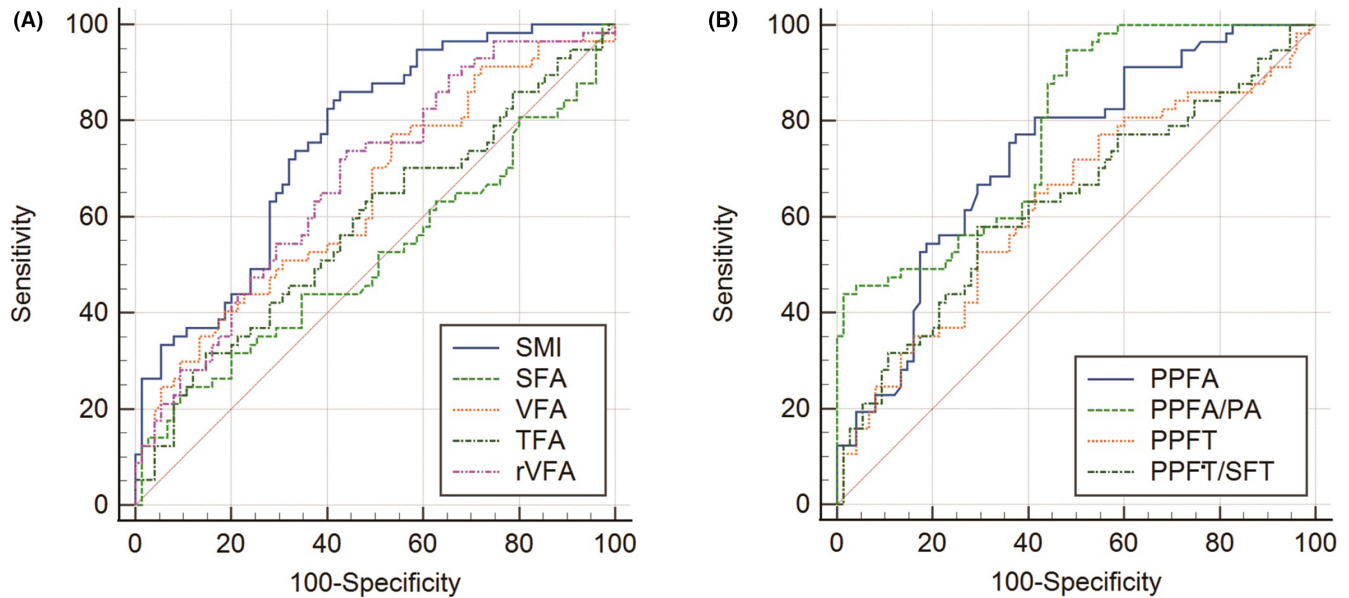 (A)
100
80
60
40
20
0
Sensitivity
SMI
SFA
VFA
TFA
rVFA
0 20 40 60 80 100
100-Specificity
(B)
100
80
60
40
20
0
Sensitivity
PPFA
PPFA/PA
PPFT
PPFT/SFT
0 20 40 60 80 100
100-Specificity